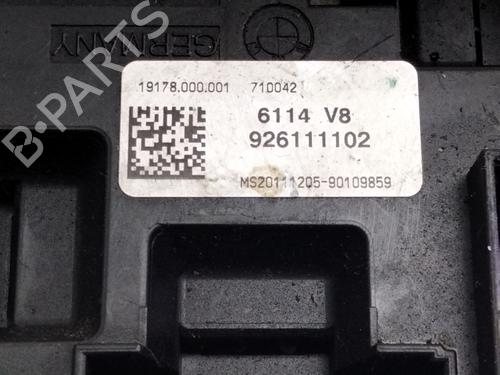 GERMANY
B-PARTS
19178.000.001 710042
6114 V8
926111102
MS20111205-90109859